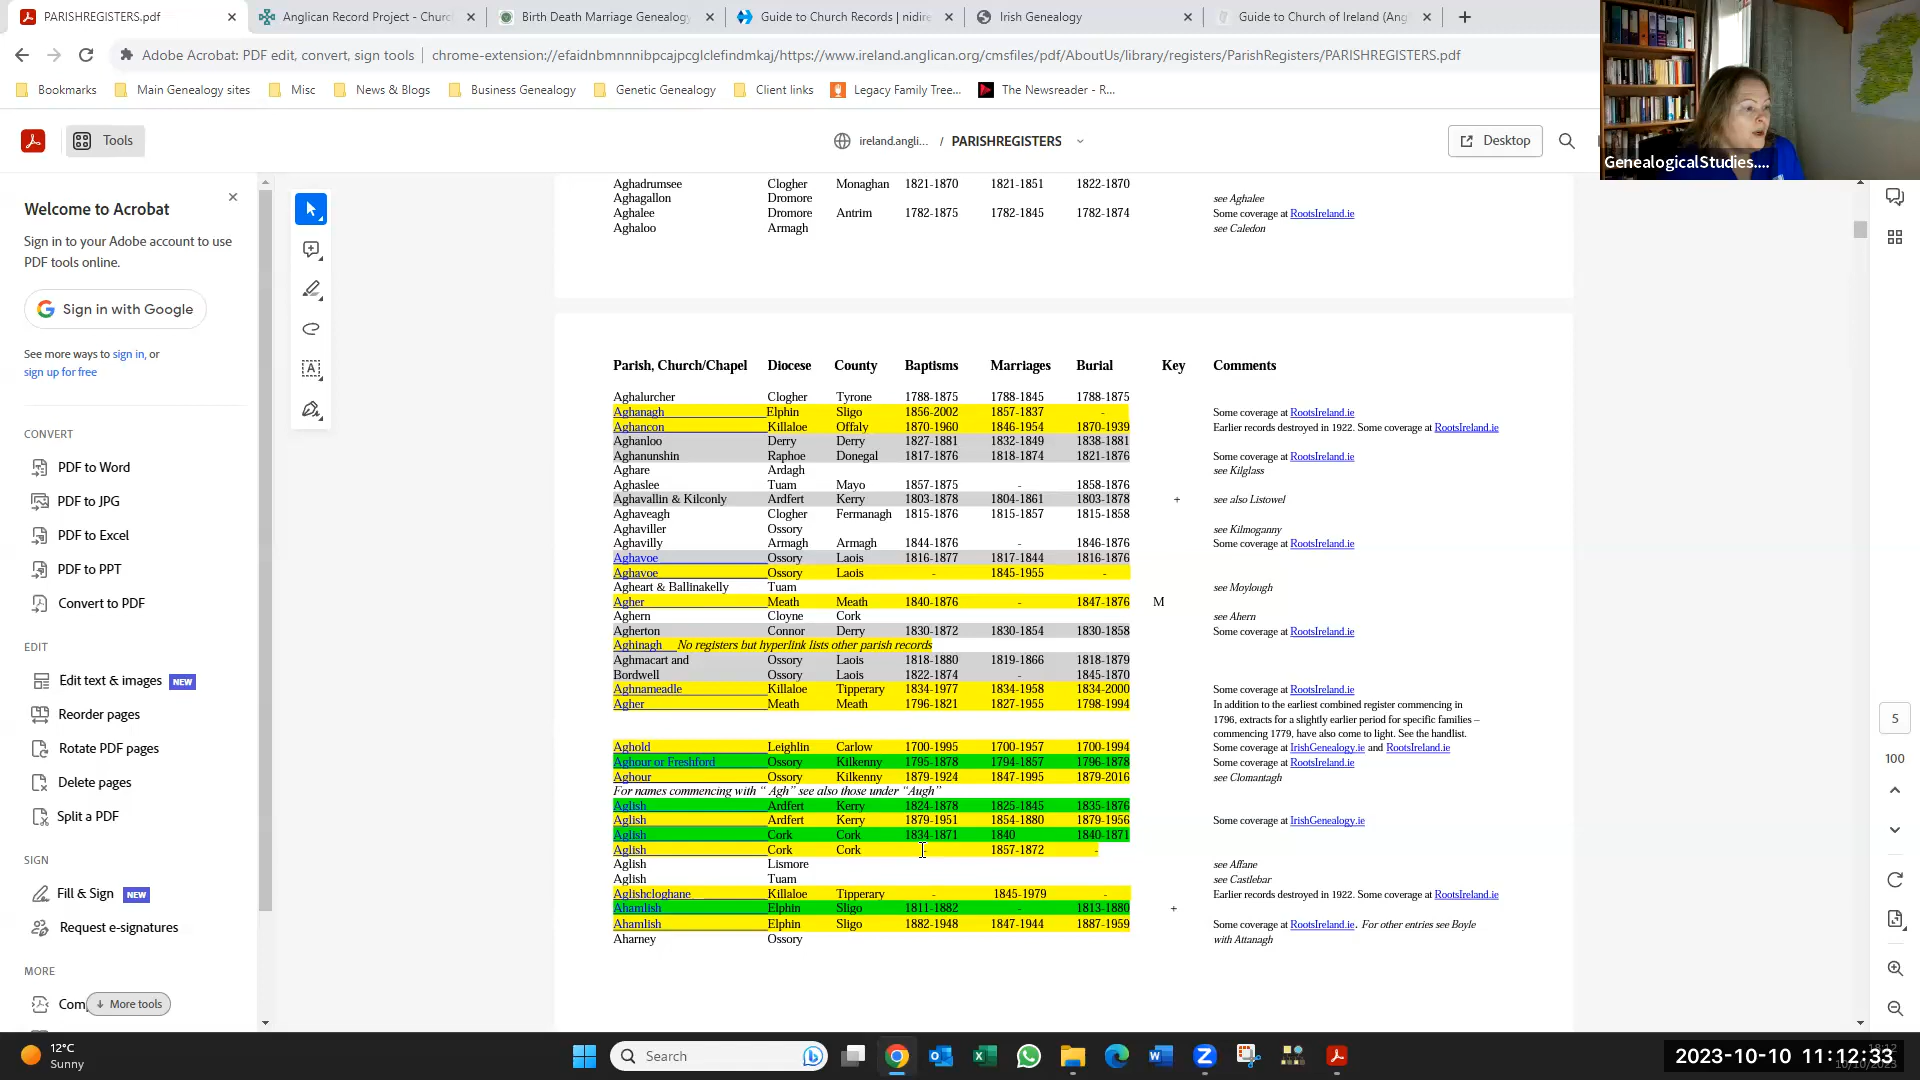 PARISHREGISTERS.pdf
Anglican Record Project - Churc
Birth Death Marriage Genealogy
Guide to Church Records | nidire
Irish Genealogy
Guide to Church of Ireland (Ang
Adobe Acrobat: PDF edit, convert, sign tools
chrome-extension://efaidnbmnnnibpcajpcglclefindmkaj/https://www.ireland.anglican.org/cmsfiles/pdf/AboutUs/library/registers/ParishRegisters/PARISHREGISTERS.pdf
Bookmarks Main Genealogy sites Misc News & Blogs Business Genealogy Genetic Genealogy Client links Legacy Family Tree... The Newsreader - R...
Tools
ireland.angli... / PARISHREGISTERS
Desktop
GenealogicalStudies....
Welcome to Acrobat
Sign in to your Adobe account to use
PDF tools online.
Sign in with Google
See more ways to sign in, or
sign up for free
CONVERT
PDF to Word
PDF to JPG
PDF to Excel
PDF to PPT
Convert to PDF
EDIT
Edit text & images NEW
Reorder pages
Rotate PDF pages
Delete pages
Split a PDF
SIGN
Fill & Sign NEW
Request e-signatures
MORE
Com
More tools
Aghadrumsee Clogher Monaghan 1821-1870 1821-1851 1822-1870
Aghagallon Dromore see Aghalee
Aghalee Dromore Antrim 1782-1875 1782-1845 1782-1874 Some coverage at RootsIreland.ie
Aghaloo Armagh see Caledon
Parish, Church/Chapel Diocese County Baptisms Marriages Burial Key Comments
Aghalurcher Clogher Tyrone 1788-1875 1788-1845 1788-1875
Aghanagh Elphin Sligo 1856-2002 1857-1837 - Some coverage at RootsIreland.ie
Aghancon Killaloe Offaly 1870-1960 1846-1954 1870-1939 Earlier records destroyed in 1922. Some coverage at RootsIreland.ie
Aghanloo Derry Derry 1827-1881 1832-1849 1838-1881
Aghanunshin Raphoe Donegal 1817-1876 1818-1874 1821-1876 Some coverage at RootsIreland.ie
Aghare Ardagh see Kilglass
Aghaslee Tuam Mayo 1857-1875 - 1858-1876
Aghavallin & Kilconly Ardfert Kerry 1803-1878 1804-1861 1803-1878 + see also Listowel
Aghaveagh Clogher Fermanagh 1815-1876 1815-1857 1815-1858
Aghaviller Ossory see Kilmoganny
Aghavilly Armagh Armagh 1844-1876 - 1846-1876 Some coverage at RootsIreland.ie
Aghavoe Ossory Laois 1816-1877 1817-1844 1816-1876
Aghavoe Ossory Laois - 1845-1955 -
Agheart & Ballinakelly Tuam see Moylough
Agher Meath Meath 1840-1876 - 1847-1876 M
Aghern Cloyne Cork see Ahern
Agherton Connor Derry 1830-1872 1830-1854 1830-1858 Some coverage at RootsIreland.ie
Aghinagh No registers but hyperlink lists other parish records
Aghmacart and Ossory Laois 1818-1880 1819-1866 1818-1879
Bordwell Ossory Laois 1822-1874 - 1845-1870
Aghnameadle Killaloe Tipperary 1834-1977 1834-1958 1834-2000 Some coverage at RootsIreland.ie
Agher Meath Meath 1796-1821 1827-1955 1798-1994 In addition to the earliest combined register commencing in
1796, extracts for a slightly earlier period for specific families –
commencing 1779, have also come to light. See the handlist.
Aghold Leighlin Carlow 1700-1995 1700-1957 1700-1994 Some coverage at IrishGenealogy.ie and RootsIreland.ie
Aghour or Freshford Ossory Kilkenny 1795-1878 1794-1857 1796-1878 Some coverage at RootsIreland.ie
Aghour Ossory Kilkenny 1879-1924 1847-1995 1879-2016 see Clomantagh
For names commencing with “ Agh” see also those under “Augh”
Aglish Ardfert Kerry 1824-1878 1825-1845 1835-1876
Aglish Ardfert Kerry 1879-1951 1854-1880 1879-1956 Some coverage at IrishGenealogy.ie
Aglish Cork Cork 1834-1871 1840 1840-1871
Aglish Cork Cork - 1857-1872 -
Aglish Lismore see Affane
Aglish Tuam see Castlebar
Aglishcloghane Killaloe Tipperary - 1845-1979 - Earlier records destroyed in 1922. Some coverage at RootsIreland.ie
Ahamlish Elphin Sligo 1811-1882 - 1813-1880 +
Ahamlish Elphin Sligo 1882-1948 1847-1944 1887-1959 Some coverage at RootsIreland.ie. For other entries see Boyle
Aharney Ossory with Attanagh
5
100
12°C
Sunny
Search
2023-10-10 11:12:33